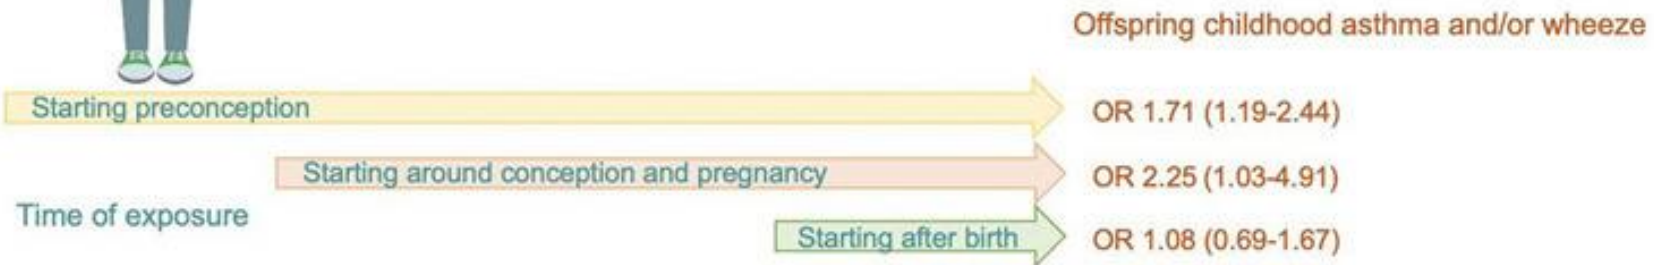 Offspring childhood asthma and/or wheeze
Starting preconception
OR 1.71 (1.19-2.44)
Starting around conception and pregnancy
OR 2.25 (1.03-4.91)
Time of exposure
Starting after birth
OR 1.08 (0.69-1.67)